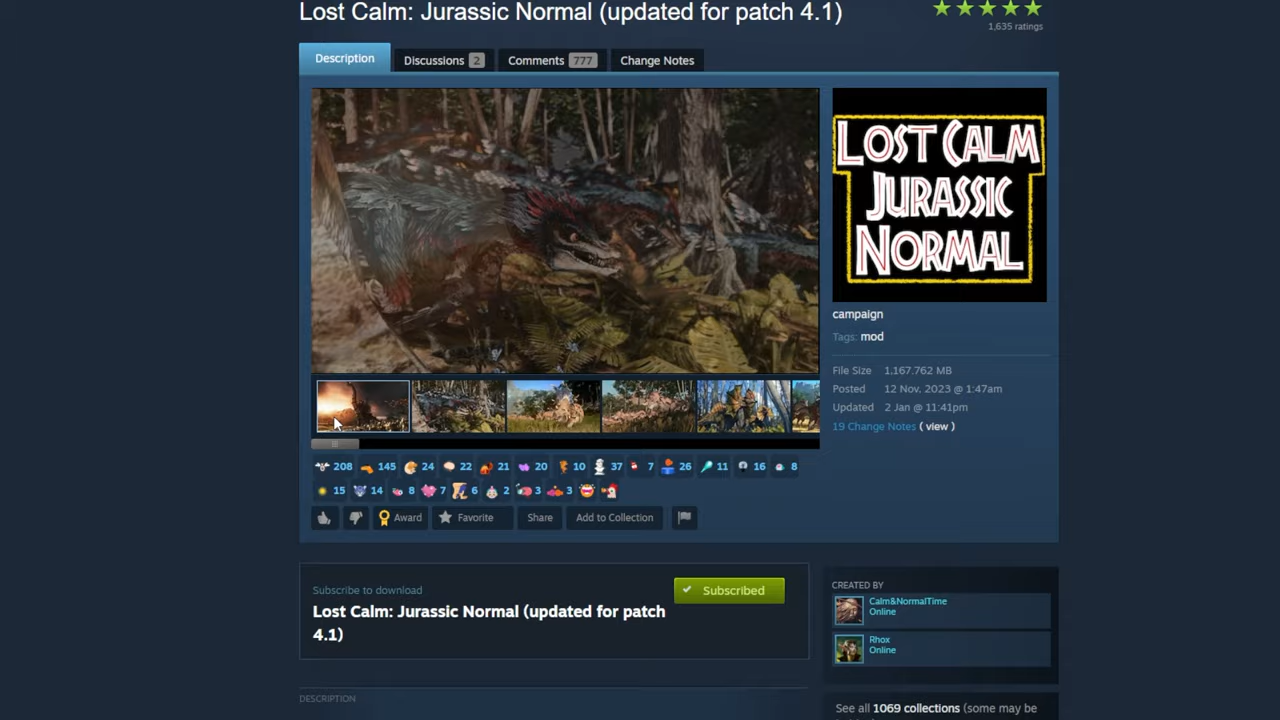 Lost Calm: Jurassic Normal (updated for patch 4.1)
1,635 ratings
Description
Discussions 2
Comments 777
Change Notes
LOST CALM
JURASSIC
NORMAL
campaign
Tags: mod
File Size 1,167.762 MB
Posted 12 Nov, 2023 @ 1:47am
Updated 2 Jan @ 11:41pm
19 Change Notes ( view )
208 145 24 22 21 20 10 37 7 26 11 16 8
15 14 8 7 6 2 3 3
Award
Favorite
Share
Add to Collection
Subscribe to download
Lost Calm: Jurassic Normal (updated for patch
4.1)
Subscribed
CREATED BY
Calm&NormalTime
Online
Rhox
Online
DESCRIPTION
See all 1069 collections (some may be